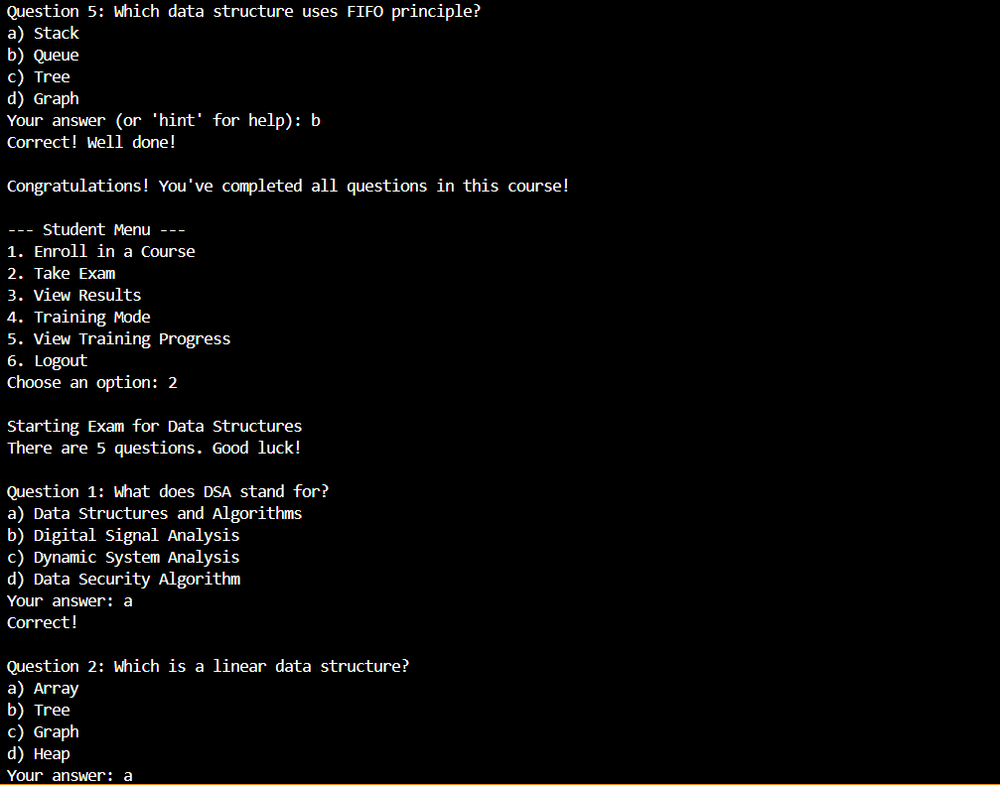 Question 5: Which data structure uses FIFO principle?
a) Stack
b) Queue
c) Tree
d) Graph
Your answer (or 'hint' for help): b
Correct! Well done!
Congratulations! You've completed all questions in this course!
--- Student Menu ---
1. Enroll in a Course
2. Take Exam
3. View Results
4. Training Mode
5. View Training Progress
6. Logout
Choose an option: 2
Starting Exam for Data Structures
There are 5 questions. Good luck!
Question 1: What does DSA stand for?
a) Data Structures and Algorithms
b) Digital Signal Analysis
c) Dynamic System Analysis
d) Data Security Algorithm
Your answer: a
Correct!
Question 2: Which is a linear data structure?
a) Array
b) Tree
c) Graph
d) Heap
Your answer: a